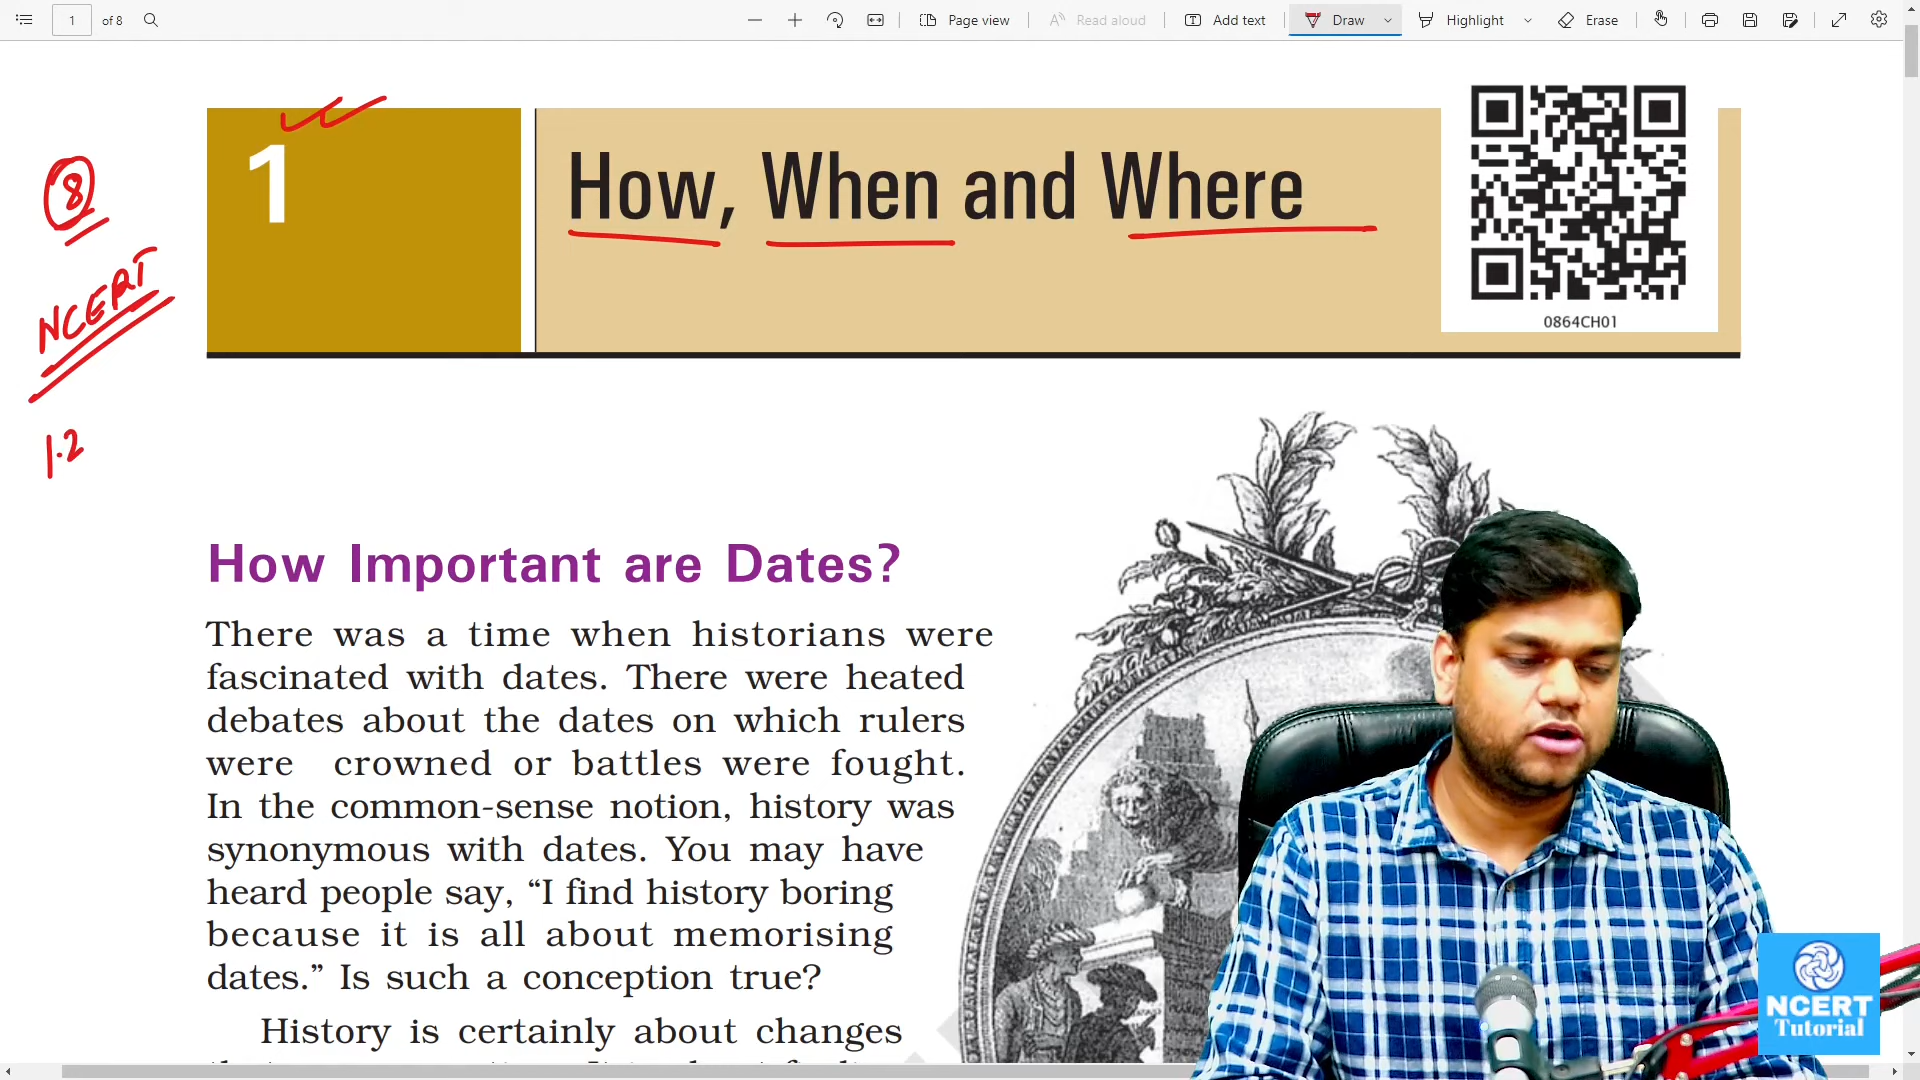 1
of 8
Page view
Read aloud
Add text
Draw
Highlight
Erase
1
How, When and Where
0864CH01
8
NCERT
1.2
How Important are Dates?
There was a time when historians were
fascinated with dates. There were heated
debates about the dates on which rulers
were crowned or battles were fought.
In the common-sense notion, history was
synonymous with dates. You may have
heard people say, “I find history boring
because it is all about memorising
dates.” Is such a conception true?
History is certainly about changes
NCERT
Tutorial